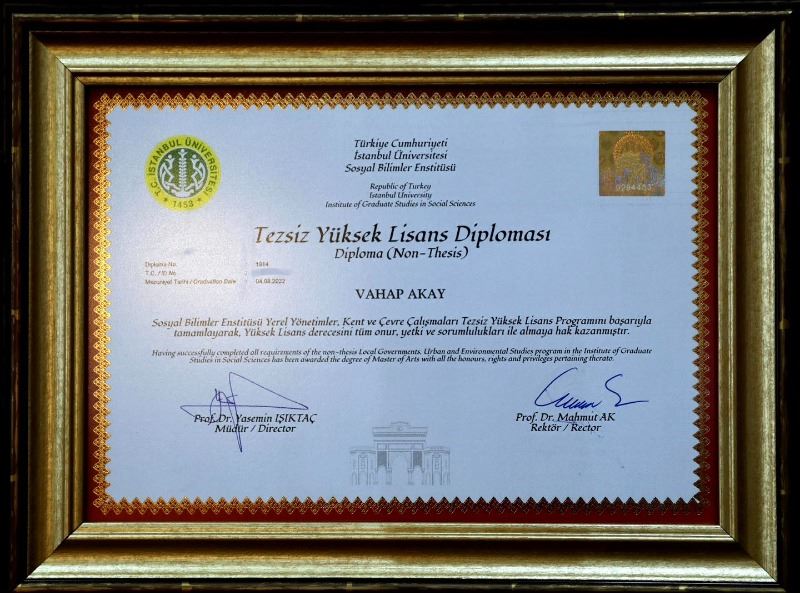 T.C. İSTANBUL ÜNİVERSİTESİ
1453
Türkiye Cumhuriyeti
İstanbul Üniversitesi
Sosyal Bilimler Enstitüsü
Republic of Turkey
Istanbul University
Institute of Graduate Studies in Social Sciences
Tezsiz Yüksek Lisans Diploması
Diploma (Non-Thesis)
Diploma No. : 1914
T.C. / ID No. :
Mezuniyet Tarihi / Graduation Date : 04.08.2022
VAHAP AKAY
Sosyal Bilimler Enstitüsü Yerel Yönetimler, Kent ve Çevre Çalışmaları Tezsiz Yüksek Lisans Programını başarıyla
tamamlayarak, Yüksek Lisans derecesini tüm onur, yetki ve sorumlulukları ile almaya hak kazanmıştır.
Having successfully completed all requirements of the non-thesis Local Governments, Urban and Environmental Studies program in the Institute of Graduate
Studies in Social Sciences has been awarded the degree of Master of Arts with all the honours, rights and privileges pertaining therato.
Prof. Dr. Yasemin IŞIKTAÇ
Müdür / Director
Prof. Dr. Mahmut AK
Rektör / Rector